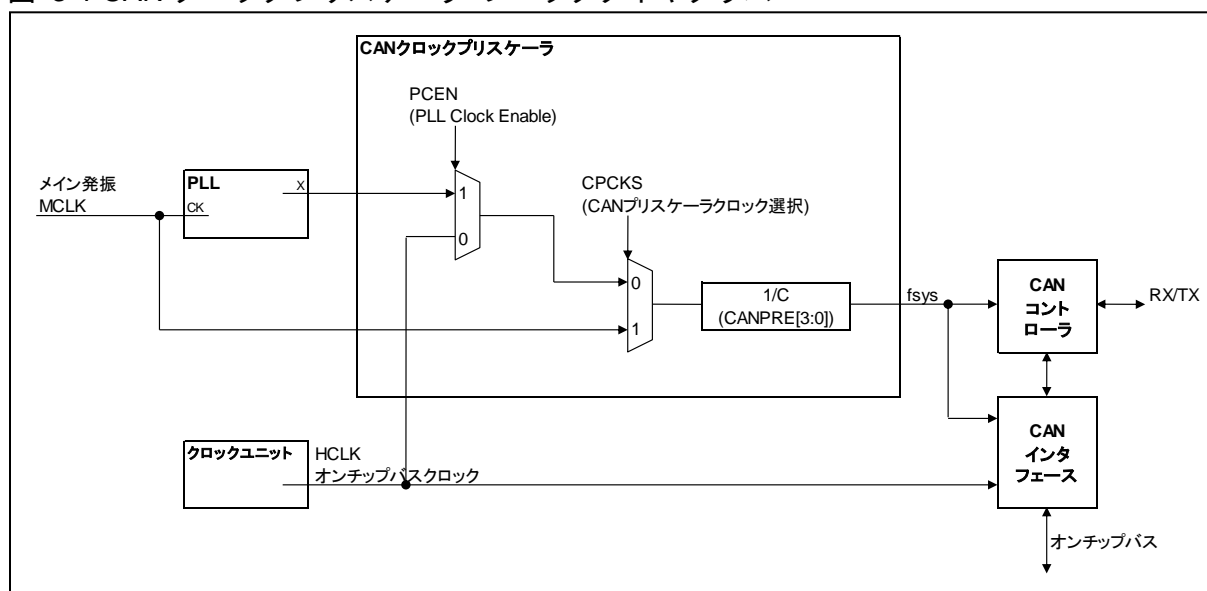 CANクロックプリスケーラ
PCEN
(PLL Clock Enable)
メイン発振
MCLK
PLL
X
CK
1
0
CPCKS
(CANプリスケーラクロック選択)
0
1
1/C
(CANPRE[3:0])
fsys
CAN
コント
ローラ
RX/TX
クロックユニット
HCLK
オンチップバスクロック
CAN
インタ
フェース
オンチップバス